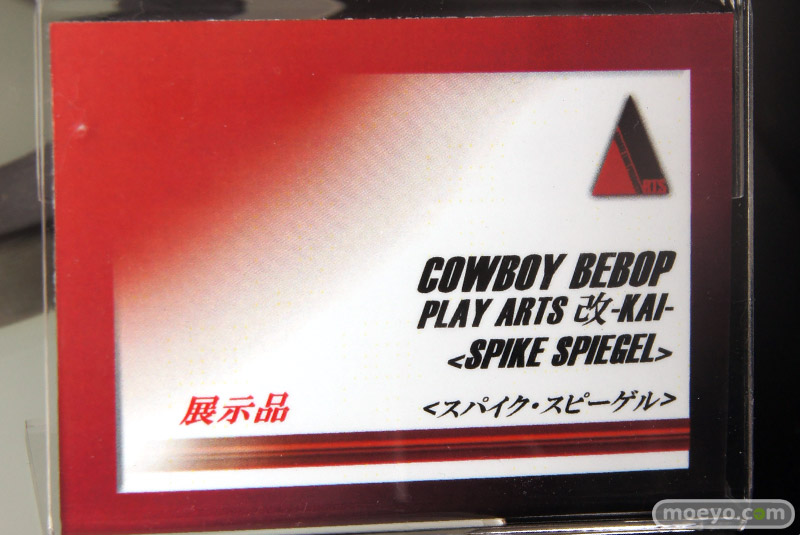 RTS
COWBOY BEBOP
PLAY ARTS 改-KAI-
<SPIKE SPIEGEL>
<スパイク・スピーゲル>
展示品
moeyo.com